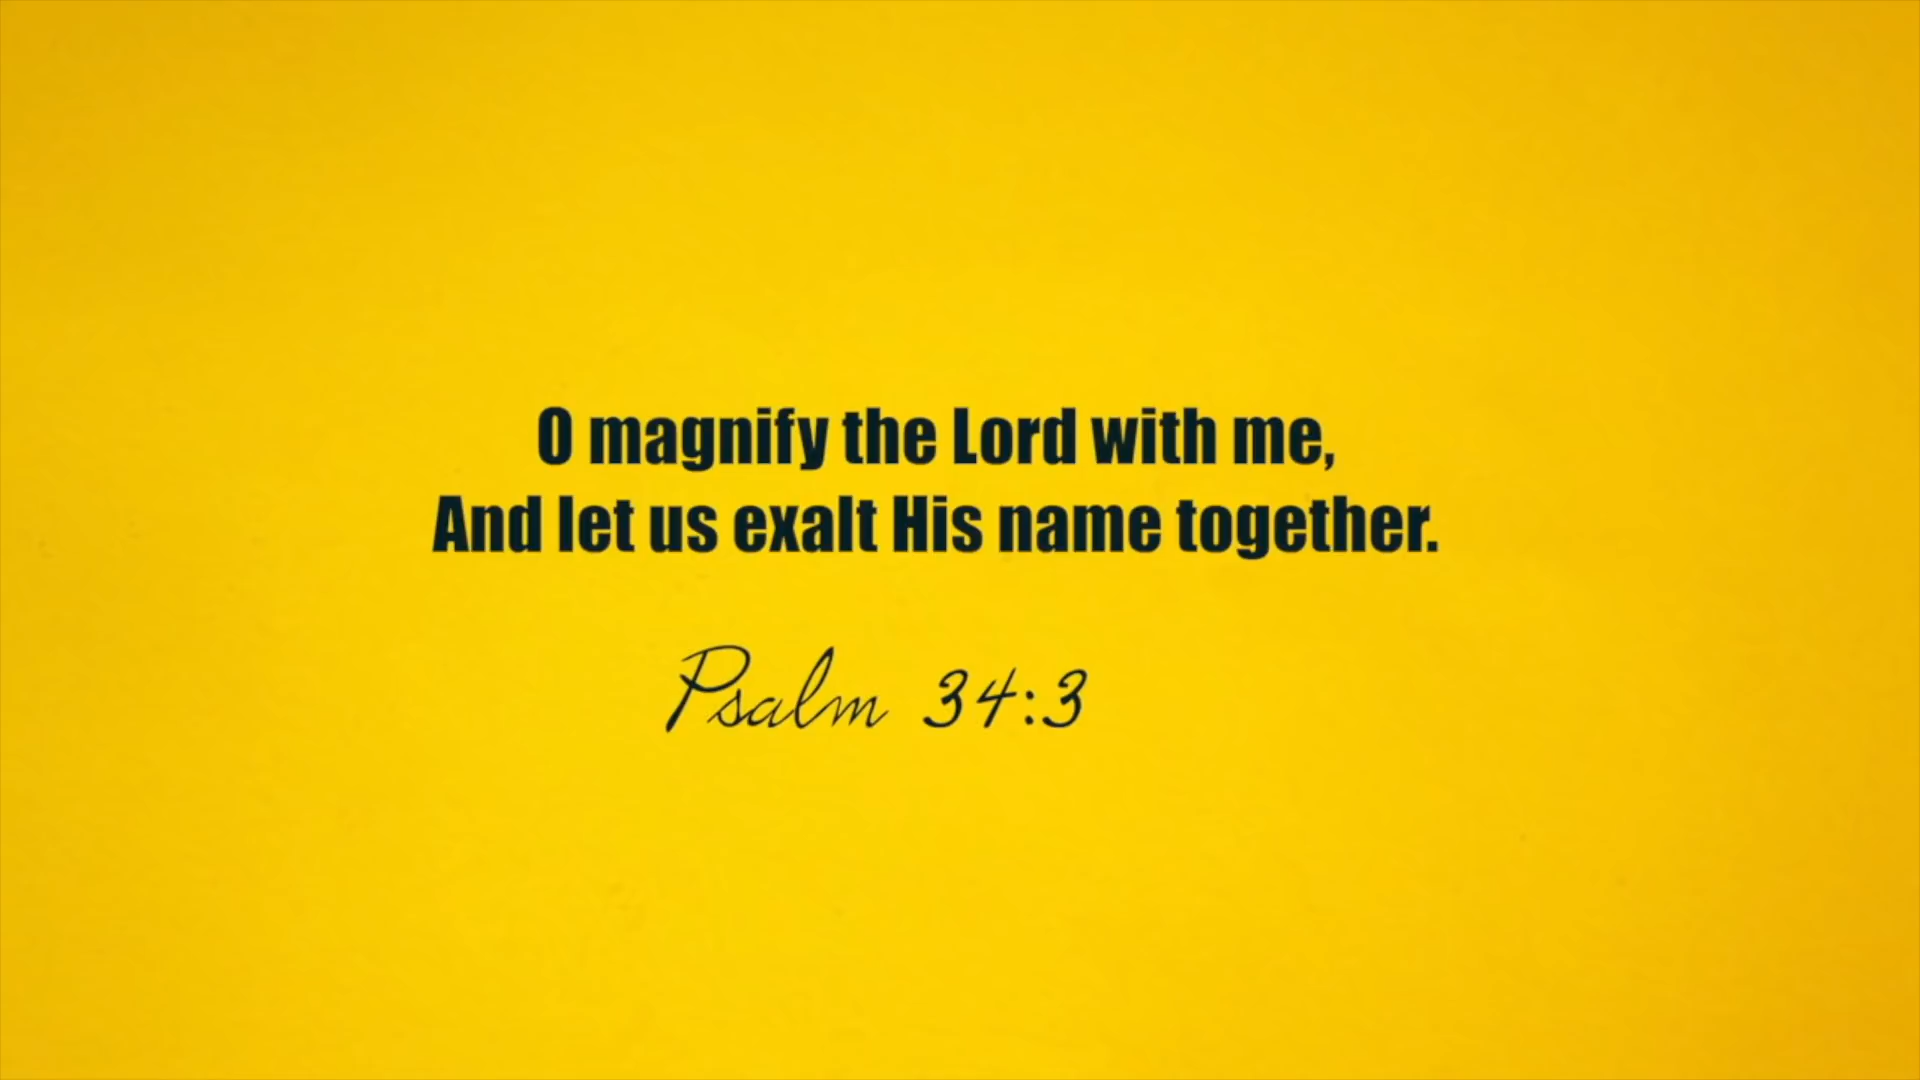 O magnify the Lord with me,
And let us exalt His name together.
Psalm 34:3